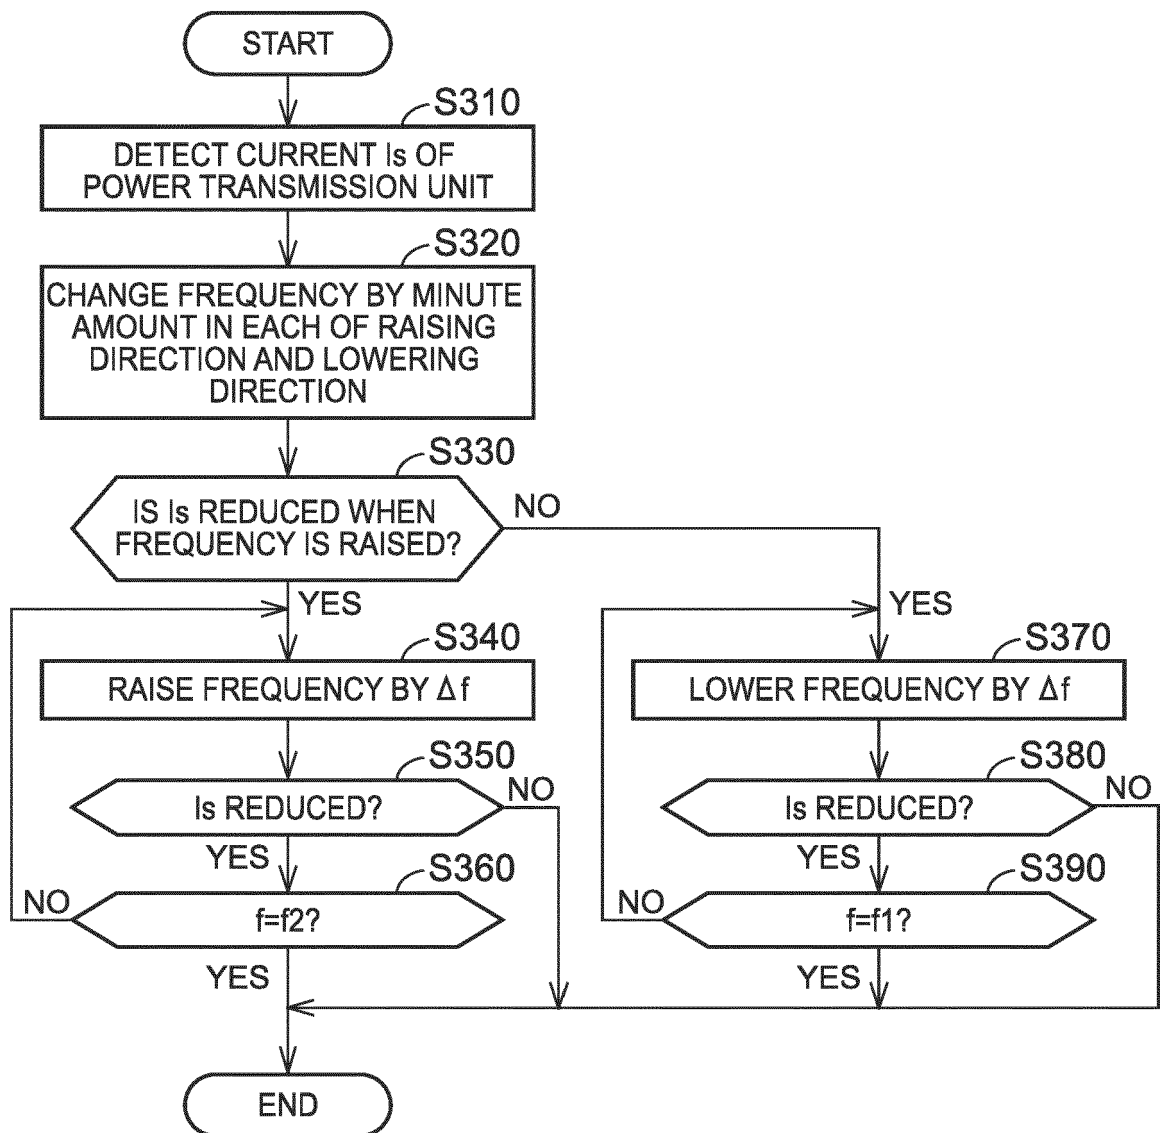 START
S310
DETECT CURRENT Is OF
POWER TRANSMISSION UNIT
S320
CHANGE FREQUENCY BY MINUTE
AMOUNT IN EACH OF RAISING
DIRECTION AND LOWERING
DIRECTION
S330
IS Is REDUCED WHEN
FREQUENCY IS RAISED?
NO
YES
YES
S340
RAISE FREQUENCY BY Δf
S370
LOWER FREQUENCY BY Δf
S350
Is REDUCED?
NO
S380
Is REDUCED?
NO
YES
YES
S360
f=f2?
NO
S390
f=f1?
NO
YES
YES
END